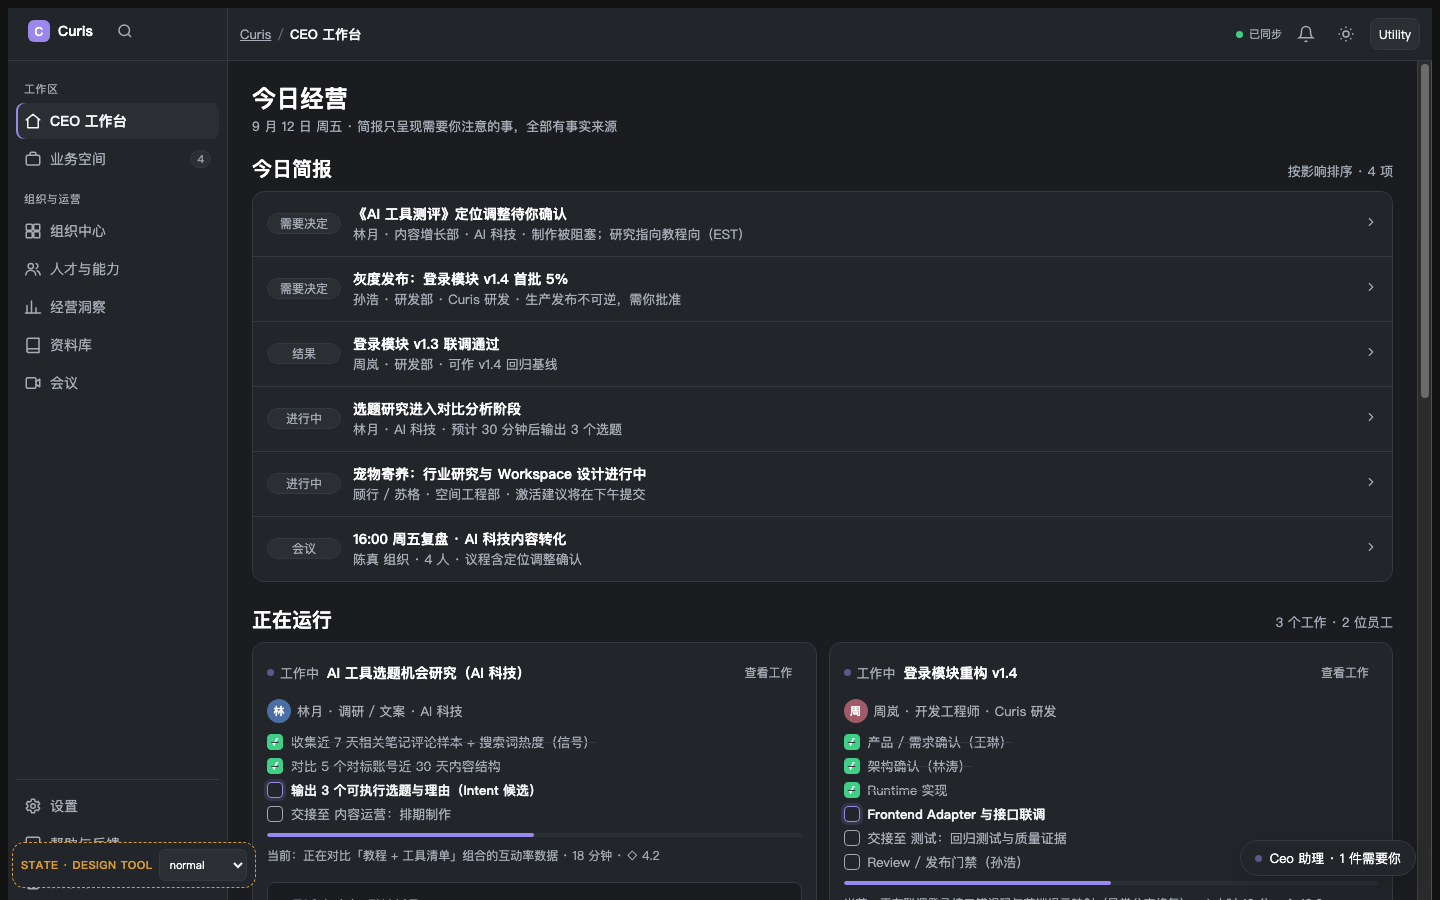 C Curis
Curis / CEO 工作台
已同步
Utility
工作区
CEO 工作台
业务空间 4
组织与运营
组织中心
人才与能力
经营洞察
资料库
会议
设置
帮助与反馈
STATE · DESIGN TOOL normal
今日经营
9 月 12 日 周五 · 简报只呈现需要你注意的事，全部有事实来源
今日简报
按影响排序 · 4 项
需要决定
《AI 工具测评》定位调整待你确认
林月 · 内容增长部 · AI 科技 · 制作被阻塞；研究指向教程向（EST）
需要决定
灰度发布：登录模块 v1.4 首批 5%
孙浩 · 研发部 · Curis 研发 · 生产发布不可逆，需你批准
结果
登录模块 v1.3 联调通过
周岚 · 研发部 · 可作 v1.4 回归基线
进行中
选题研究进入对比分析阶段
林月 · AI 科技 · 预计 30 分钟后输出 3 个选题
进行中
宠物寄养：行业研究与 Workspace 设计进行中
顾行 / 苏格 · 空间工程部 · 激活建议将在下午提交
会议
16:00 周五复盘 · AI 科技内容转化
陈真 组织 · 4 人 · 议程含定位调整确认
正在运行
3 个工作 · 2 位员工
工作中 AI 工具选题机会研究（AI 科技）
查看工作
林 林月 · 调研 / 文案 · AI 科技
收集近 7 天相关笔记评论样本 + 搜索词热度（信号）
对比 5 个对标账号近 30 天内容结构
输出 3 个可执行选题与理由（Intent 候选）
交接至 内容运营：排期制作
当前：正在对比「教程 + 工具清单」组合的互动率数据 · 18 分钟 · ◇ 4.2
工作中 登录模块重构 v1.4
查看工作
周 周岚 · 开发工程师 · Curis 研发
产品 / 需求确认（王琳）
架构确认（林涛）
Runtime 实现
Frontend Adapter 与接口联调
交接至 测试：回归测试与质量证据
Review / 发布门禁（孙浩）
Ceo 助理 · 1 件需要你